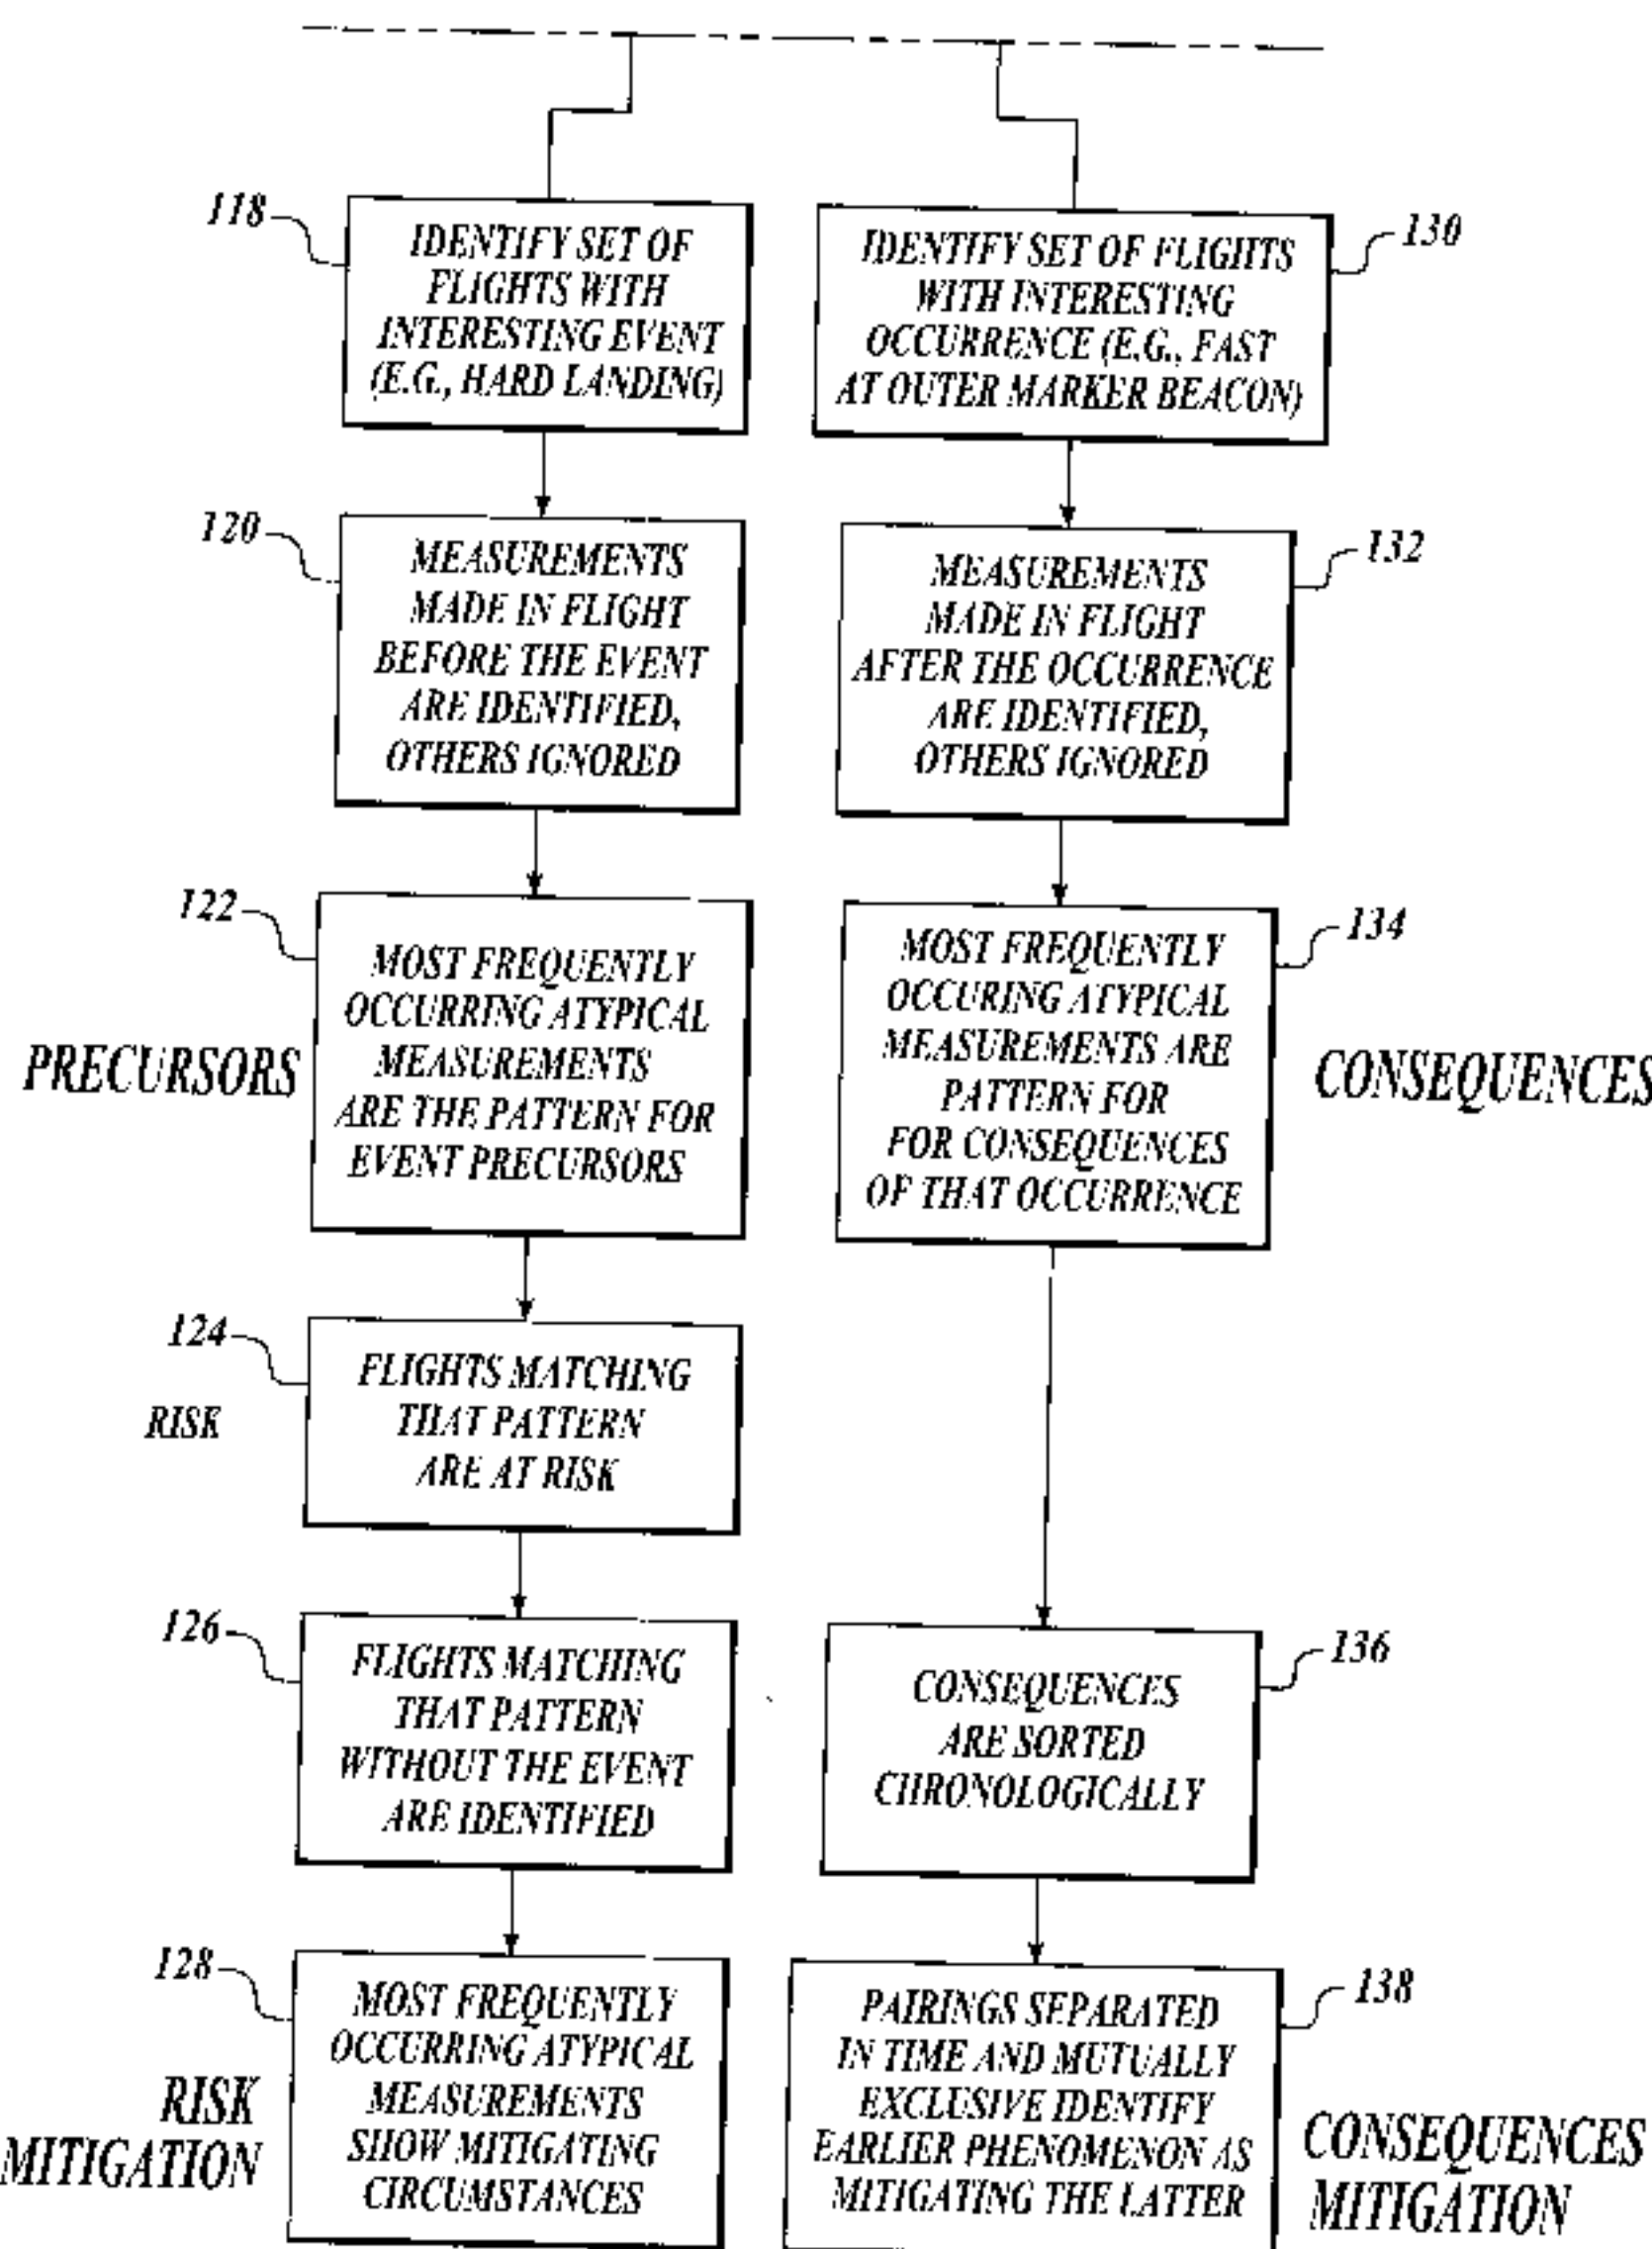 118
IDENTIFY SET OF
FLIGHTS WITH
INTERESTING EVENT
(E.G., HARD LANDING)
120
MEASUREMENTS
MADE IN FLIGHT
BEFORE THE EVENT
ARE IDENTIFIED,
OTHERS IGNORED
122
PRECURSORS
MOST FREQUENTLY
OCCURRING ATYPICAL
MEASUREMENTS
ARE THE PATTERN FOR
EVENT PRECURSORS
124
RISK
FLIGHTS MATCHING
THAT PATTERN
ARE AT RISK
126
FLIGHTS MATCHING
THAT PATTERN
WITHOUT THE EVENT
ARE IDENTIFIED
128
RISK
MITIGATION
MOST FREQUENTLY
OCCURRING ATYPICAL
MEASUREMENTS
SHOW MITIGATING
CIRCUMSTANCES
130
IDENTIFY SET OF FLIGHTS
WITH INTERESTING
OCCURRENCE (E.G., FAST
AT OUTER MARKER BEACON)
132
MEASUREMENTS
MADE IN FLIGHT
AFTER THE OCCURRENCE
ARE IDENTIFIED,
OTHERS IGNORED
134
MOST FREQUENTLY
OCCURING ATYPICAL
MEASUREMENTS ARE
PATTERN FOR
FOR CONSEQUENCES
OF THAT OCCURRENCE
CONSEQUENCES
136
CONSEQUENCES
ARE SORTED
CHRONOLOGICALLY
138
PAIRINGS SEPARATED
IN TIME AND MUTUALLY
EXCLUSIVE IDENTIFY
EARLIER PHENOMENON AS
MITIGATING THE LATTER
CONSEQUENCES
MITIGATION